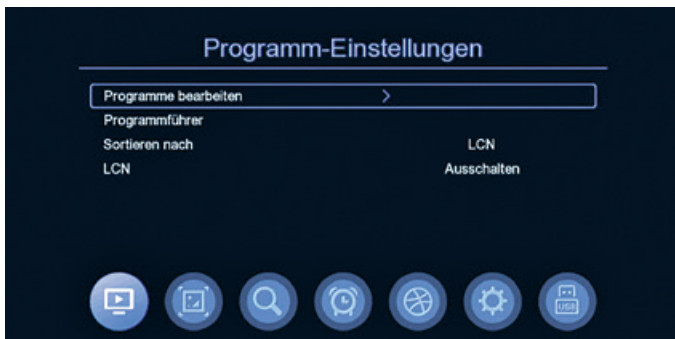 Programm-Einstellungen
Programme bearbeiten
Programmführer
Sortieren nach LCN
LCN Ausschalten
USB